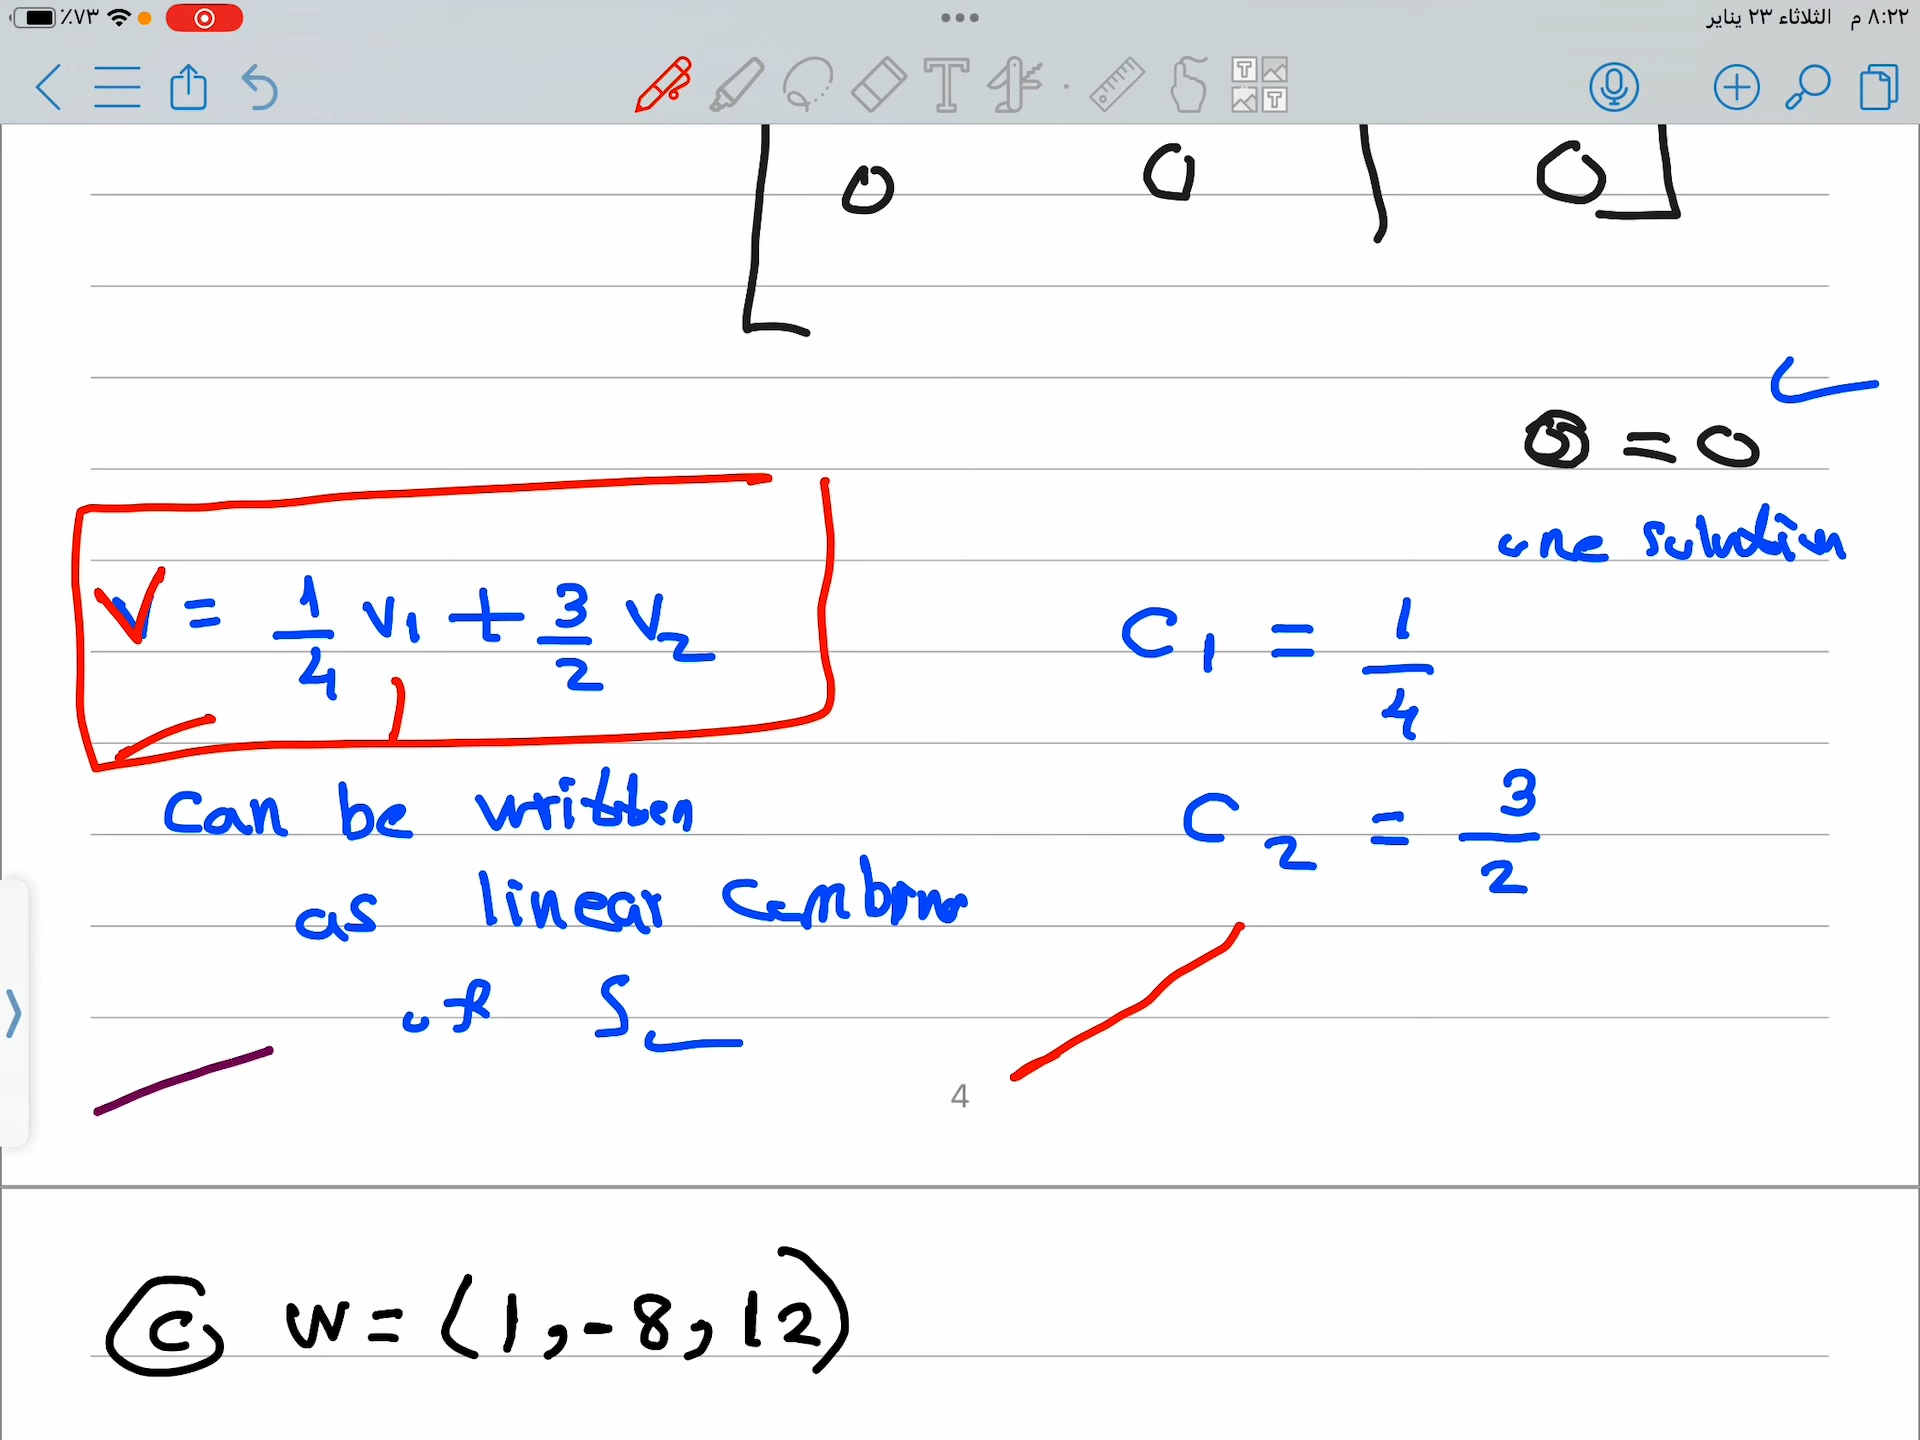 ٪٧٣
٨:٢٢ م الثلاثاء ٢٣ يناير
0 0 0
0 = 0
one solution
V = 1/4 v1 + 3/2 v2
C1 = 1/4
can be written
C2 = 3/2
as linear
of S
4
C w = (1, -8, 12)